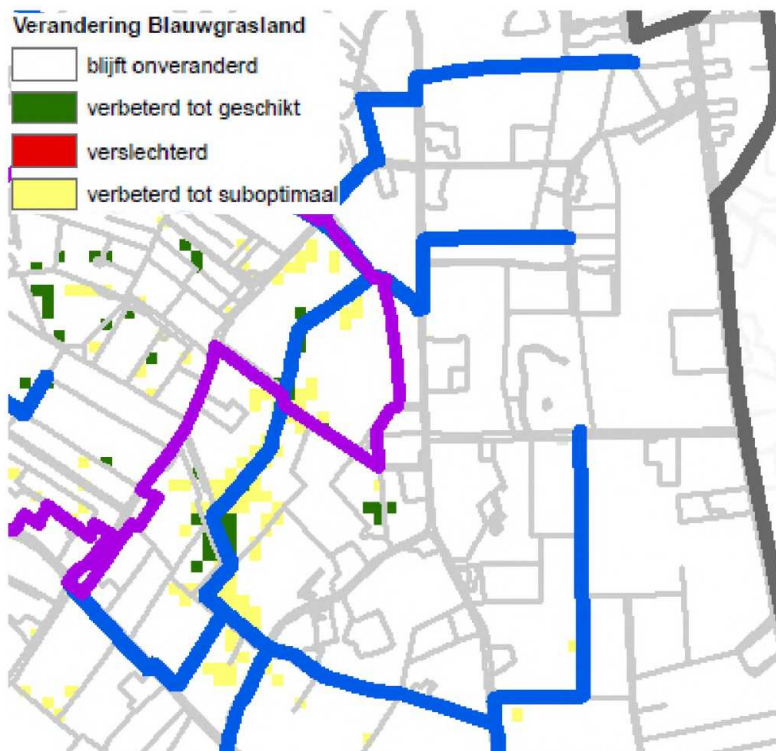 Verandering Blauwgrasland
blijft onveranderd
verbeterd tot geschikt
verslechterd
verbeterd tot suboptimaal